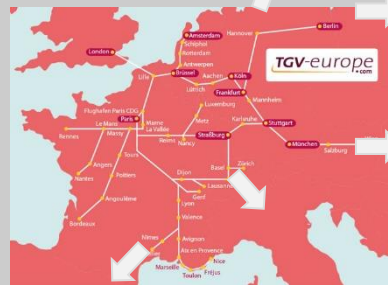 Berlin
Amsterdam
Schiphol
Hannover
Rotterdam
TGV-europe
.com
London
Antwerpen
Lille
Brüssel
Aachen
Köln
Lüttich
Frankfurt
Flughafen Paris CDG
Luxemburg
Mannheim
Paris
Metz
Karlsruhe
Stuttgart
Le Mans
Marne
La Vallée
Massy
Rennes
Reims
Nancy
Straßburg
München
Salzburg
Tours
Angers
Basel
Zürich
Nantes
Poitiers
Dijon
Lausanne
Genf
Angoulême
Lyon
Bordeaux
Valence
Nimes
Avignon
Aix en Provence
Marseille
Nice
Toulon
Fréjus